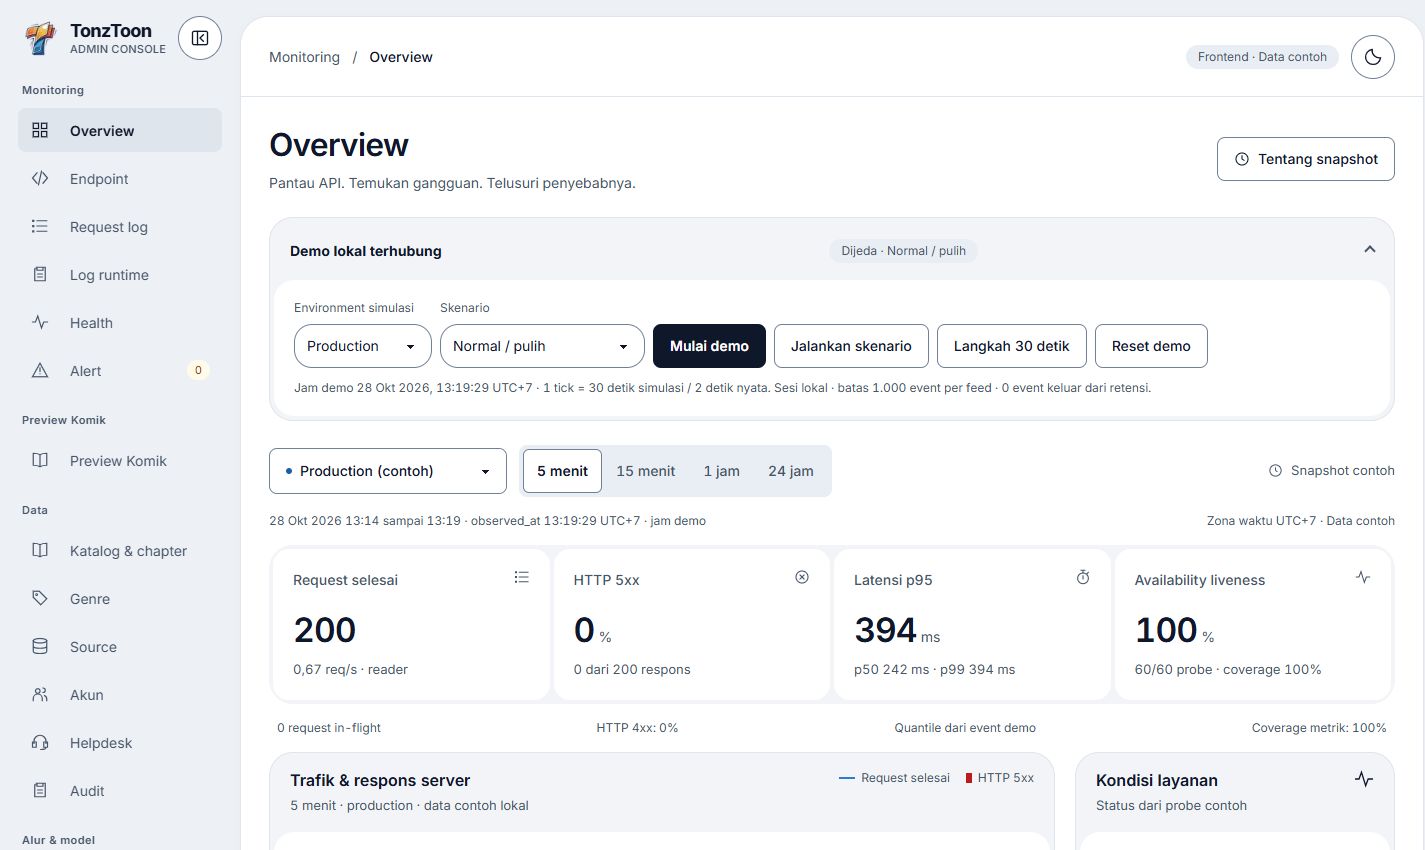 TonzToon
ADMIN CONSOLE
Monitoring
Overview
Endpoint
Request log
Log runtime
Health
Alert 0
Preview Komik
Preview Komik
Data
Katalog & chapter
Genre
Source
Akun
Helpdesk
Audit
Alur & model
Monitoring / Overview
Frontend · Data contoh
Overview
Pantau API. Temukan gangguan. Telusuri penyebabnya.
Tentang snapshot
Demo lokal terhubung
Dijeda · Normal / pulih
Environment simulasi
Skenario
Production
Normal / pulih
Mulai demo
Jalankan skenario
Langkah 30 detik
Reset demo
Jam demo 28 Okt 2026, 13:19:29 UTC+7 · 1 tick = 30 detik simulasi / 2 detik nyata. Sesi lokal · batas 1.000 event per feed · 0 event keluar dari retensi.
Production (contoh)
5 menit
15 menit
1 jam
24 jam
Snapshot contoh
28 Okt 2026 13:14 sampai 13:19 · observed_at 13:19:29 UTC+7 · jam demo
Zona waktu UTC+7 · Data contoh
Request selesai
200
0,67 req/s · reader
HTTP 5xx
0 %
0 dari 200 respons
Latensi p95
394 ms
p50 242 ms · p99 394 ms
Availability liveness
100 %
60/60 probe · coverage 100%
0 request in-flight
HTTP 4xx: 0%
Quantile dari event demo
Coverage metrik: 100%
Trafik & respons server
5 menit · production · data contoh lokal
Request selesai
HTTP 5xx
Kondisi layanan
Status dari probe contoh